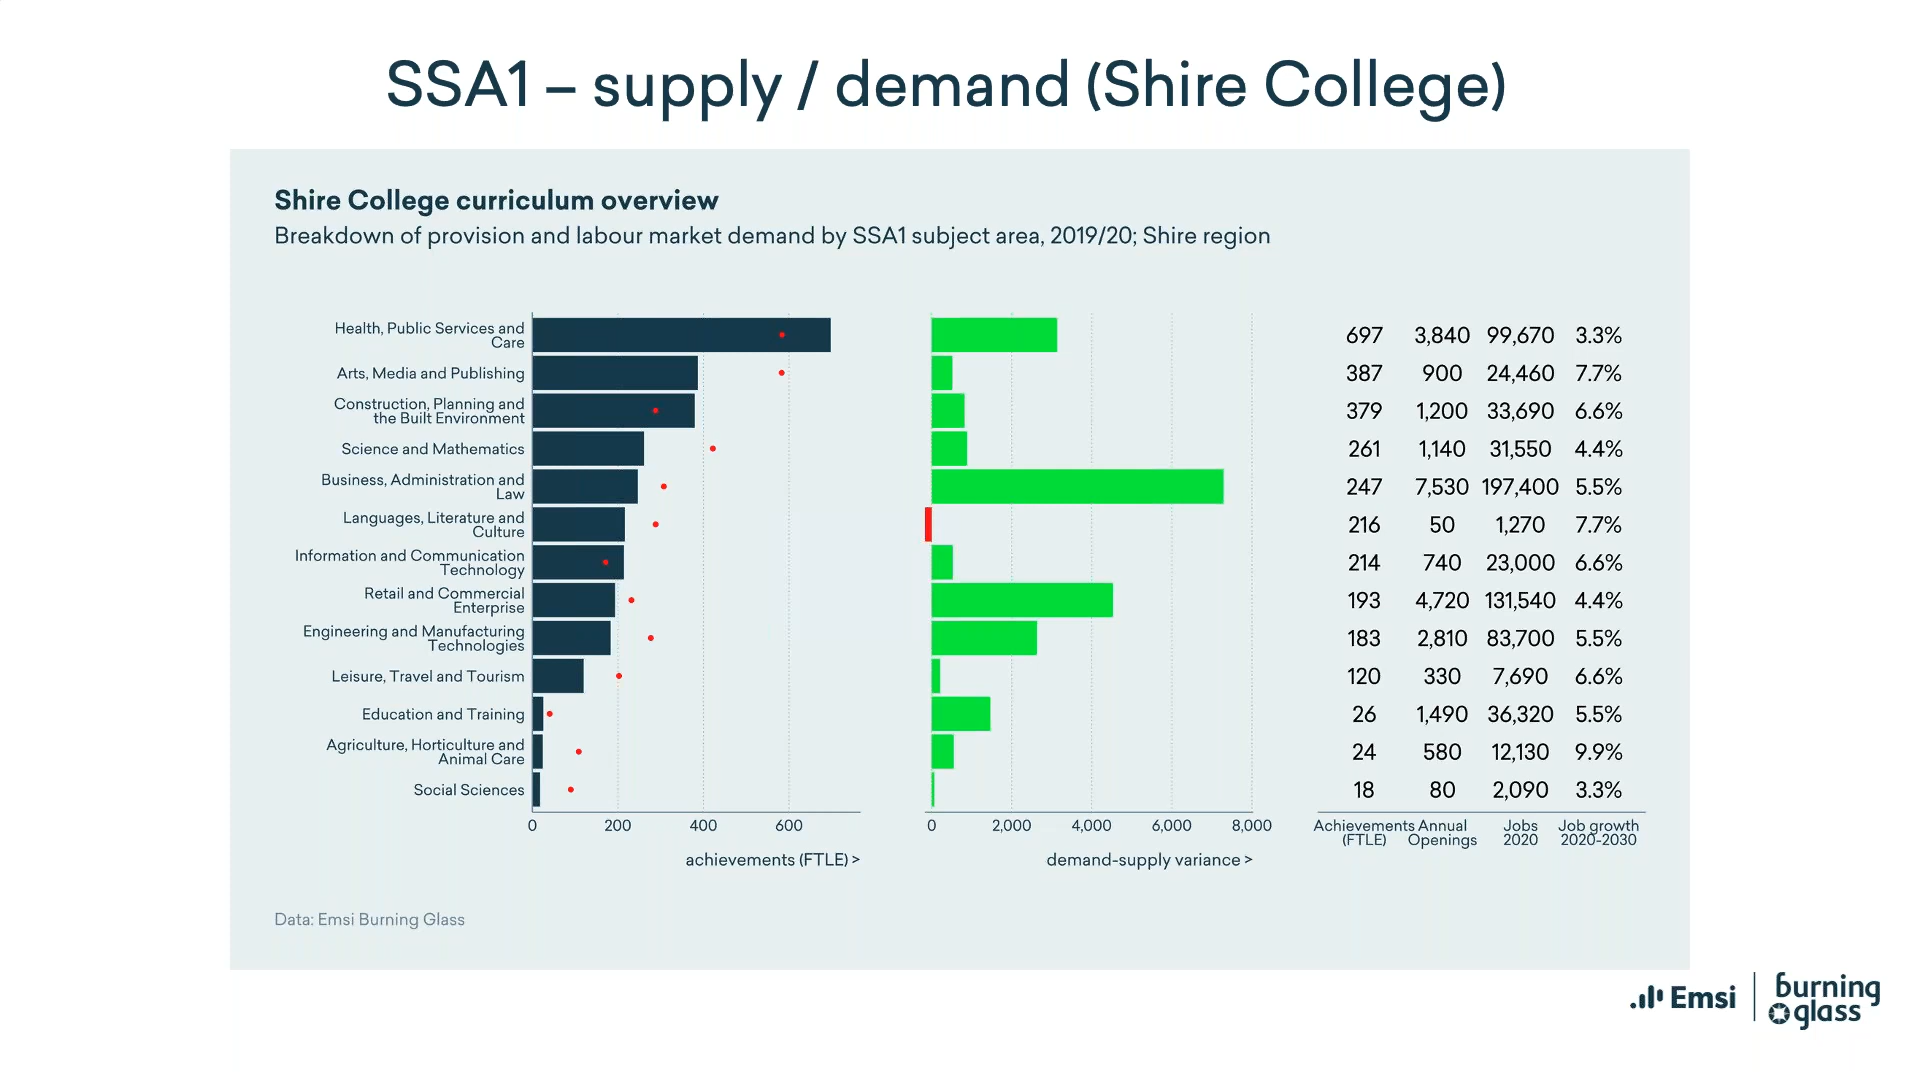 SSA1 – supply / demand (Shire College)
Shire College curriculum overview
Breakdown of provision and labour market demand by SSA1 subject area, 2019/20; Shire region
Health, Public Services and
Care
697 3,840 99,670 3.3%
Arts, Media and Publishing
387 900 24,460 7.7%
Construction, Planning and
the Built Environment
379 1,200 33,690 6.6%
Science and Mathematics
261 1,140 31,550 4.4%
Business, Administration and
Law
247 7,530 197,400 5.5%
Languages, Literature and
Culture
216 50 1,270 7.7%
Information and Communication
Technology
214 740 23,000 6.6%
Retail and Commercial
Enterprise
193 4,720 131,540 4.4%
Engineering and Manufacturing
Technologies
183 2,810 83,700 5.5%
Leisure, Travel and Tourism
120 330 7,690 6.6%
Education and Training
26 1,490 36,320 5.5%
Agriculture, Horticulture and
Animal Care
24 580 12,130 9.9%
Social Sciences
18 80 2,090 3.3%
0 200 400 600
achievements (FTLE) >
0 2,000 4,000 6,000 8,000
demand-supply variance >
Achievements Annual Jobs Job growth
(FTLE) Openings 2020 2020-2030
Data: Emsi Burning Glass
Emsi
burning
glass